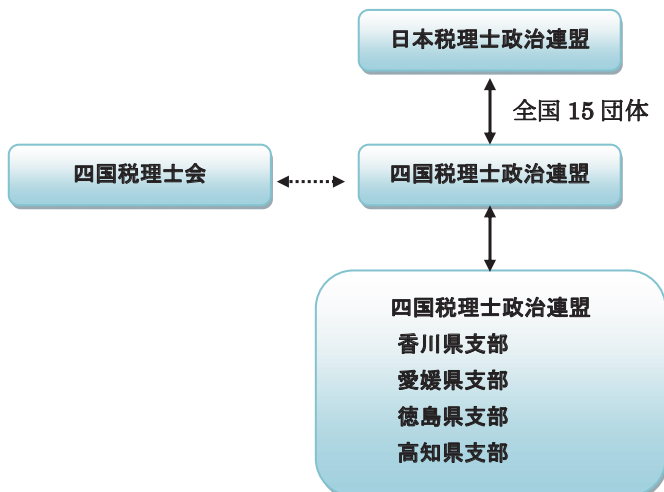 日本税理士政治連盟
全国 15 団体
四国税理士会
四国税理士政治連盟
四国税理士政治連盟
香川県支部
愛媛県支部
徳島県支部
高知県支部